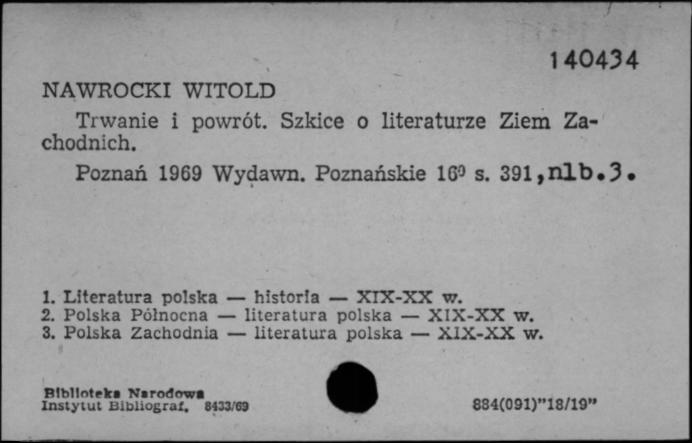 140434
NAWROCKI WITOLD
Trwanie i powrót. Szkice o literaturze Ziem Za-
chodnich.
Poznań 1969 Wydawn. Poznańskie 16⁰ s. 391,nlb.3.
1. Literatura polska — historia — XIX-XX w.
2. Polska Północna — literatura polska — XIX-XX w.
3. Polska Zachodnia — literatura polska — XIX-XX w.
Biblioteka Narodowa
Instytut Bibliograf. 8433/69
884(091)"18/19"